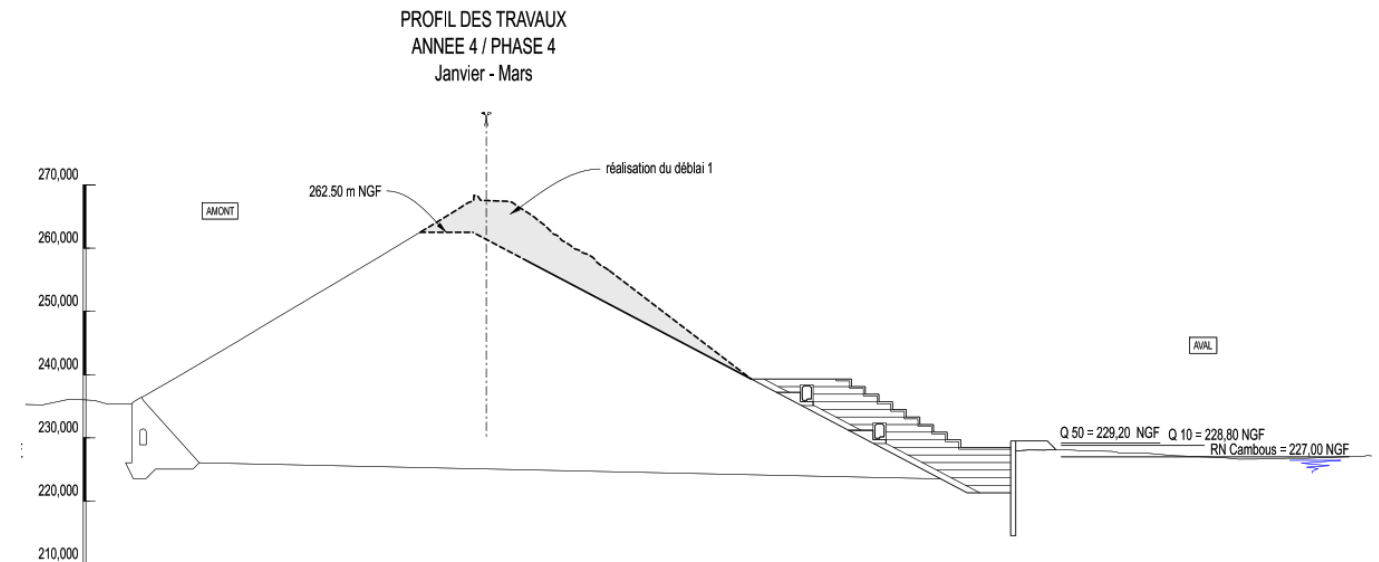 PROFIL DES TRAVAUX
ANNEE 4 / PHASE 4
Janvier - Mars
270,000
réalisation du déblai 1
262.50 m NGF
AMONT
260,000
250,000
AVAL
240,000
230,000
Q 50 = 229,20 NGF Q 10 = 228,80 NGF
RN Cambous = 227,00 NGF
220,000
210,000